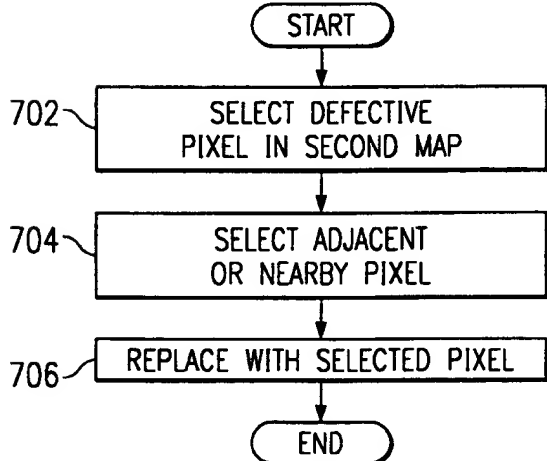 START
702
SELECT DEFECTIVE
PIXEL IN SECOND MAP
704
SELECT ADJACENT
OR NEARBY PIXEL
706
REPLACE WITH SELECTED PIXEL
END